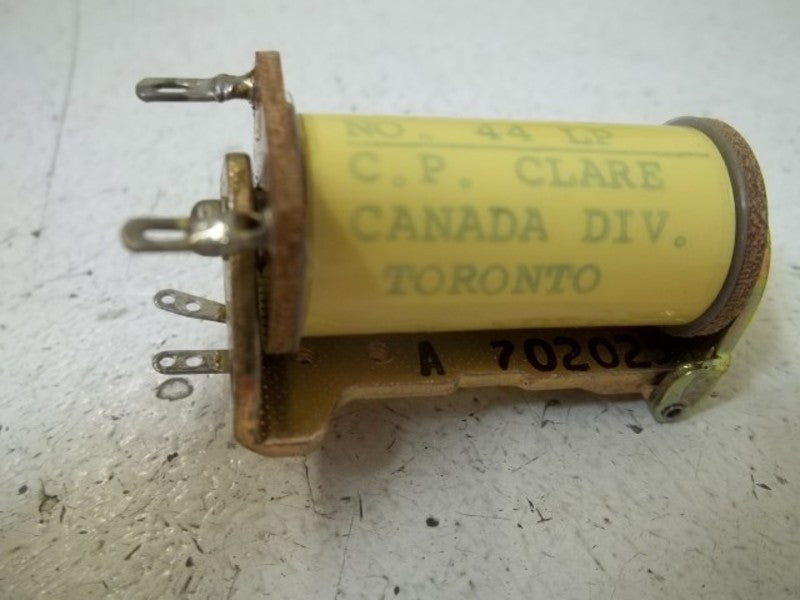 NO. 44 LP
C.P. CLARE
CANADA DIV.
TORONTO
A 702025